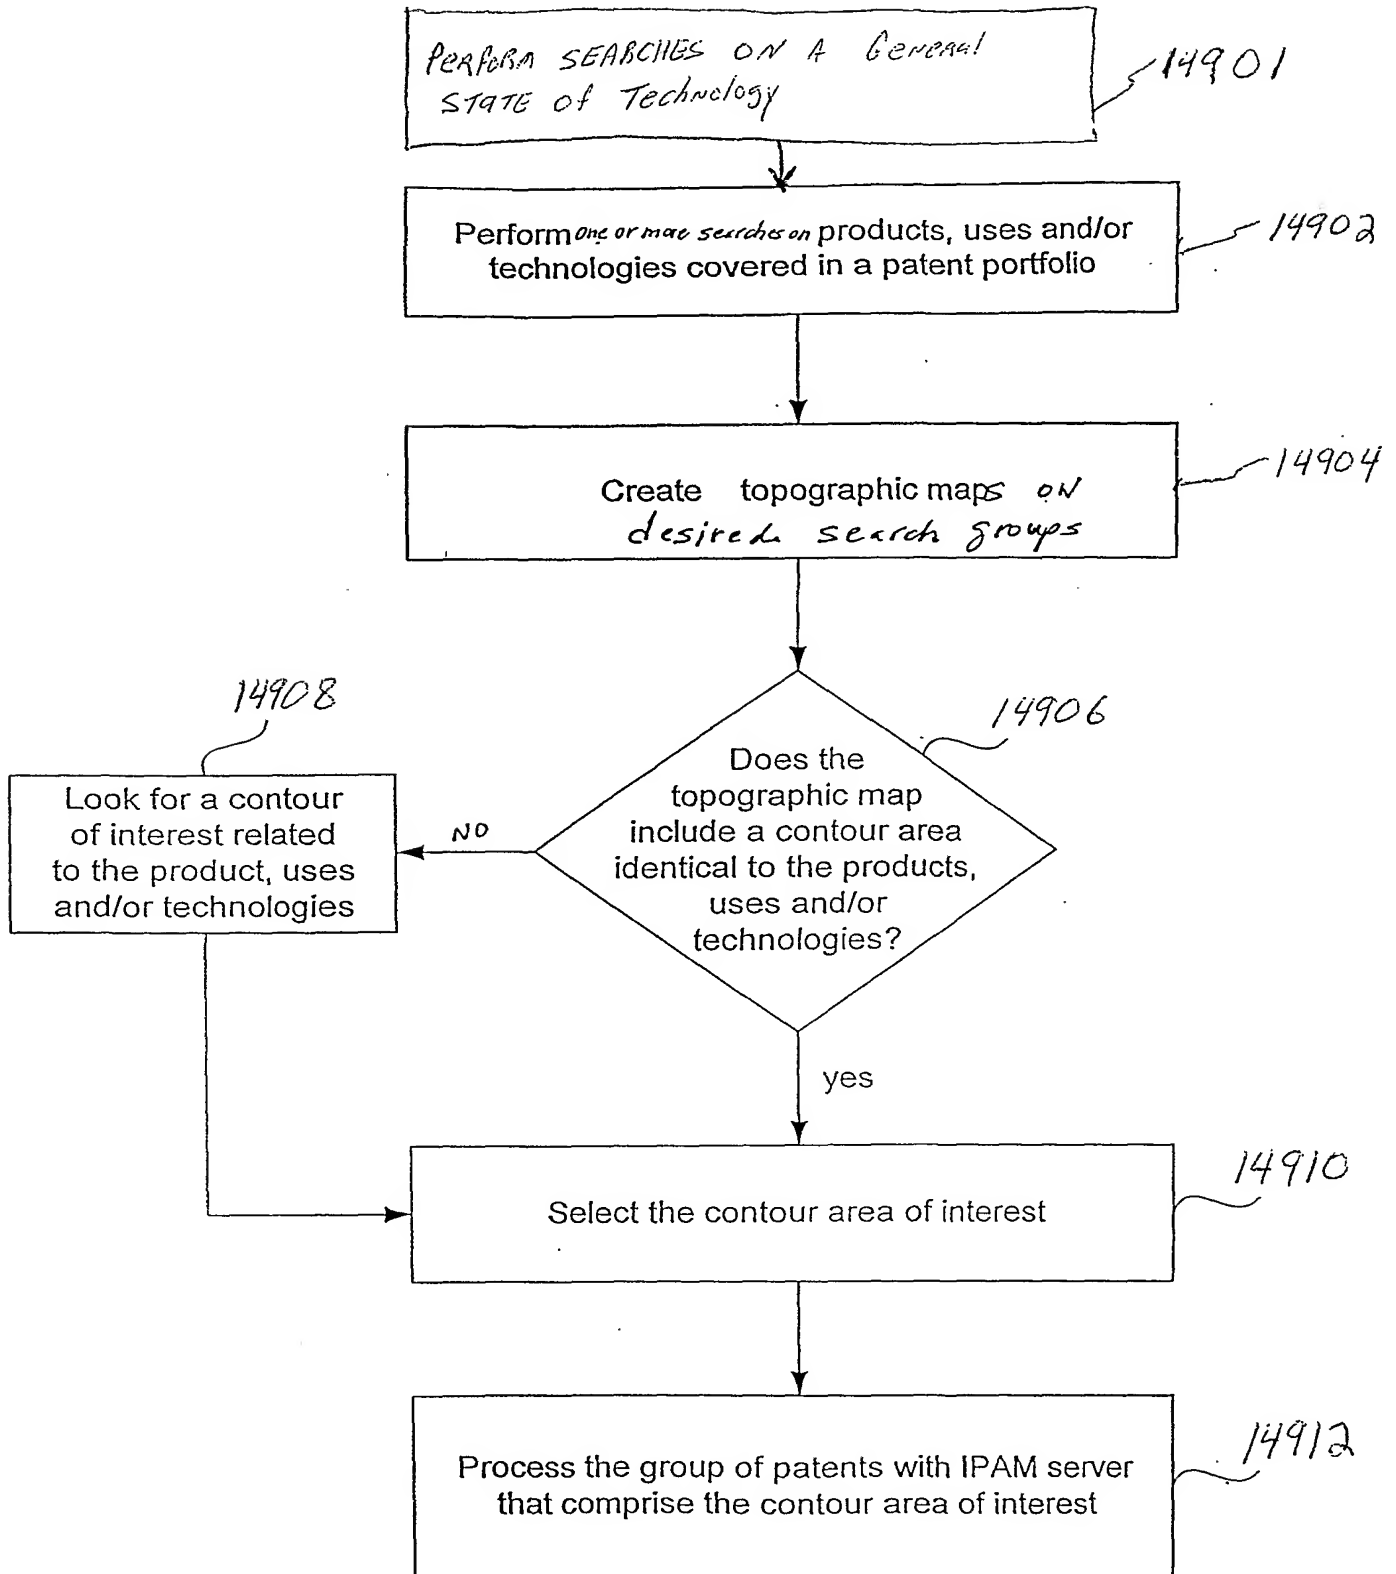 PERFORM SEARCHES ON A General
STATE of Technology
14901
Perform one or more searches on products, uses and/or
technologies covered in a patent portfolio
14902
Create topographic maps ON
desired search groups
14904
14908
14906
Look for a contour
of interest related
to the product, uses
and/or technologies
NO
Does the
topographic map
include a contour area
identical to the products,
uses and/or
technologies?
yes
Select the contour area of interest
14910
Process the group of patents with IPAM server
that comprise the contour area of interest
14912